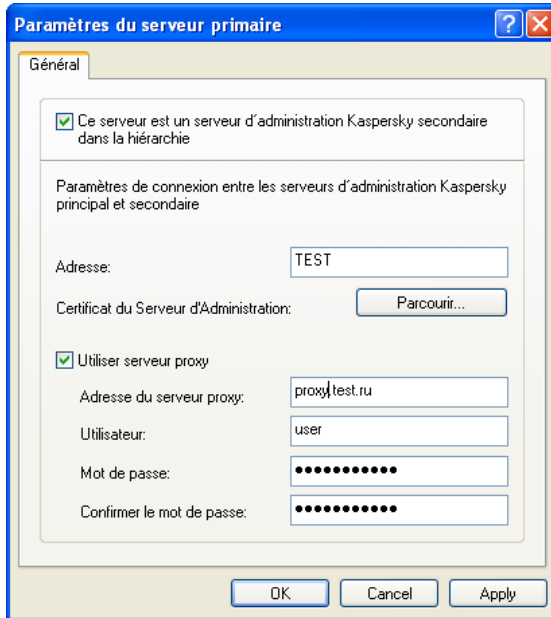 Paramètres du serveur primaire
Général
Ce serveur est un serveur d´administration Kaspersky secondaire
dans la hiérarchie
Paramètres de connexion entre les serveurs d´administration Kaspersky
principal et secondaire
Adresse: TEST
Certificat du Serveur d'Administration: Parcourir...
Utiliser serveur proxy
Adresse du serveur proxy: proxy.test.ru
Utilisateur: user
Mot de passe: •••••••••••
Confirmer le mot de passe: •••••••••••
OK Cancel Apply